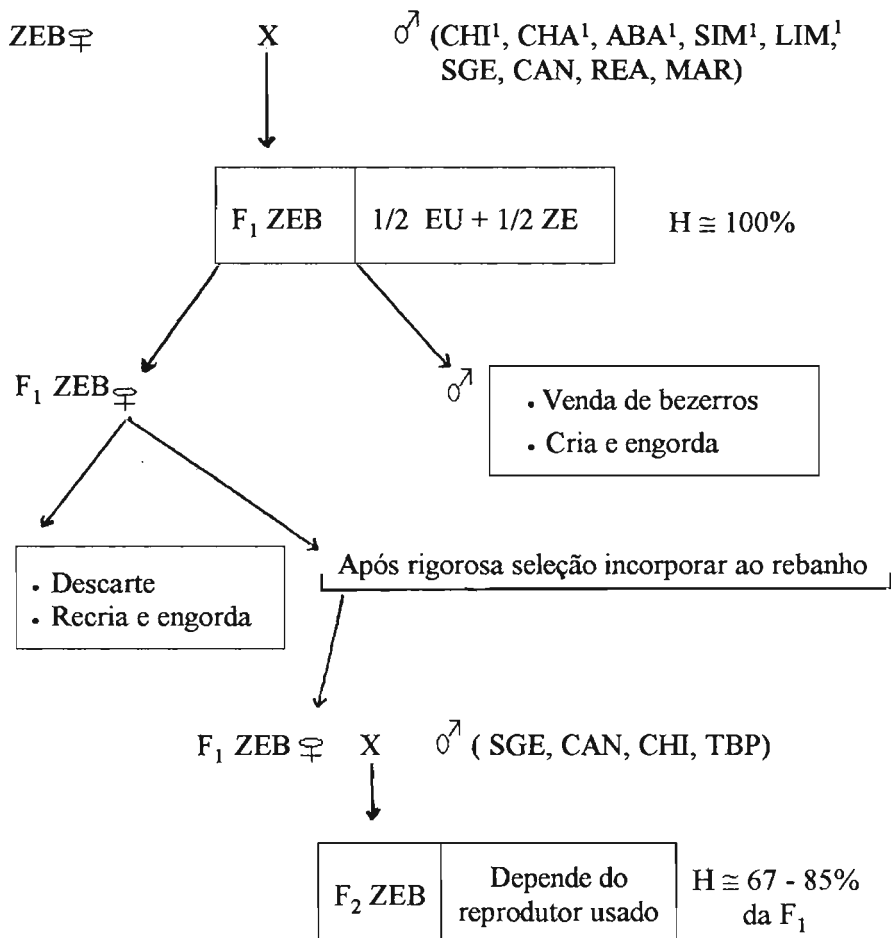 ZEB♀ X ♂ (CHI¹, CHA¹, ABA¹, SIM¹, LIM,¹
SGE, CAN, REA, MAR)
F₁ ZEB 1/2 EU + 1/2 ZE H ≅ 100%
F₁ ZEB♀ ♂
• Venda de bezerros
• Cria e engorda
• Descarte
• Recria e engorda
Após rigorosa seleção incorporar ao rebanho
F₁ ZEB ♀ X ♂ ( SGE, CAN, CHI, TBP)
F₂ ZEB Depende do
reprodutor usado
H ≅ 67 - 85%
da F₁